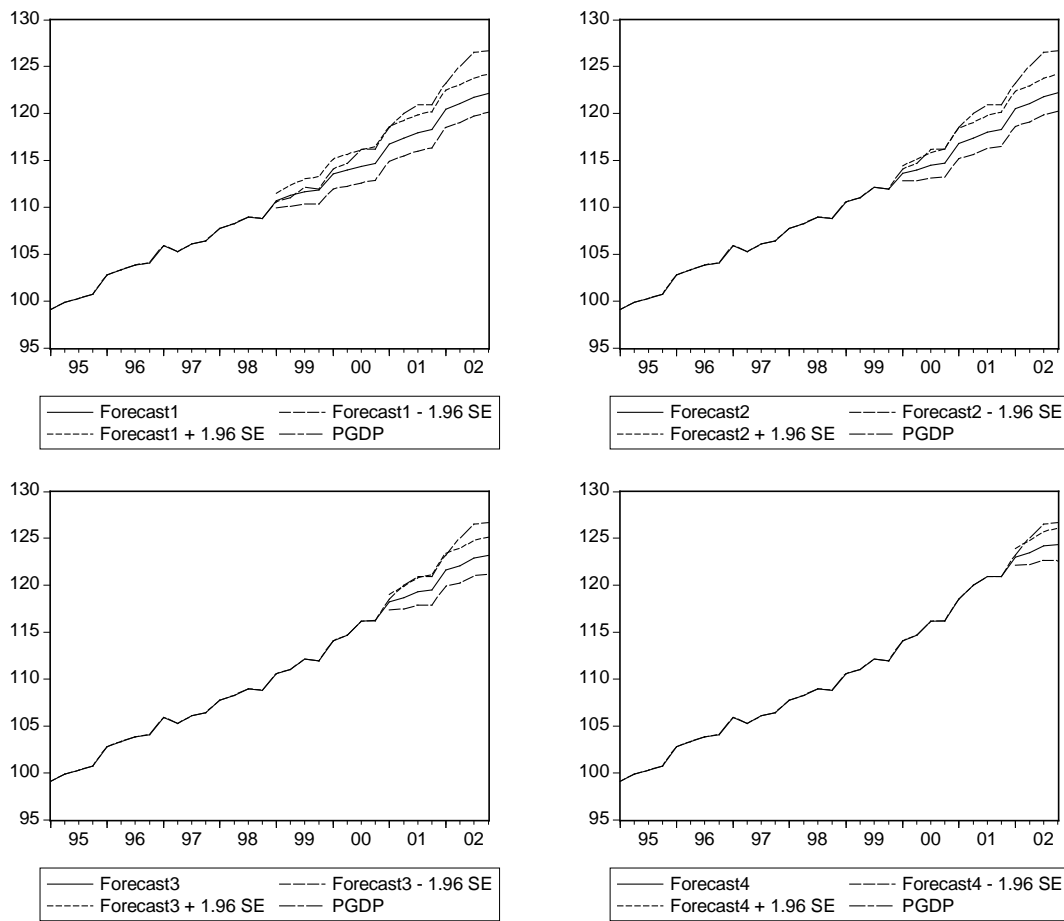 130
125
120
115
110
105
100
95
95 96 97 98 99 00 01 02
Forecast1
Forecast1 + 1.96 SE
Forecast1 - 1.96 SE
PGDP
130
125
120
115
110
105
100
95
95 96 97 98 99 00 01 02
Forecast2
Forecast2 + 1.96 SE
Forecast2 - 1.96 SE
PGDP
130
125
120
115
110
105
100
95
95 96 97 98 99 00 01 02
Forecast3
Forecast3 + 1.96 SE
Forecast3 - 1.96 SE
PGDP
130
125
120
115
110
105
100
95
95 96 97 98 99 00 01 02
Forecast4
Forecast4 + 1.96 SE
Forecast4 - 1.96 SE
PGDP